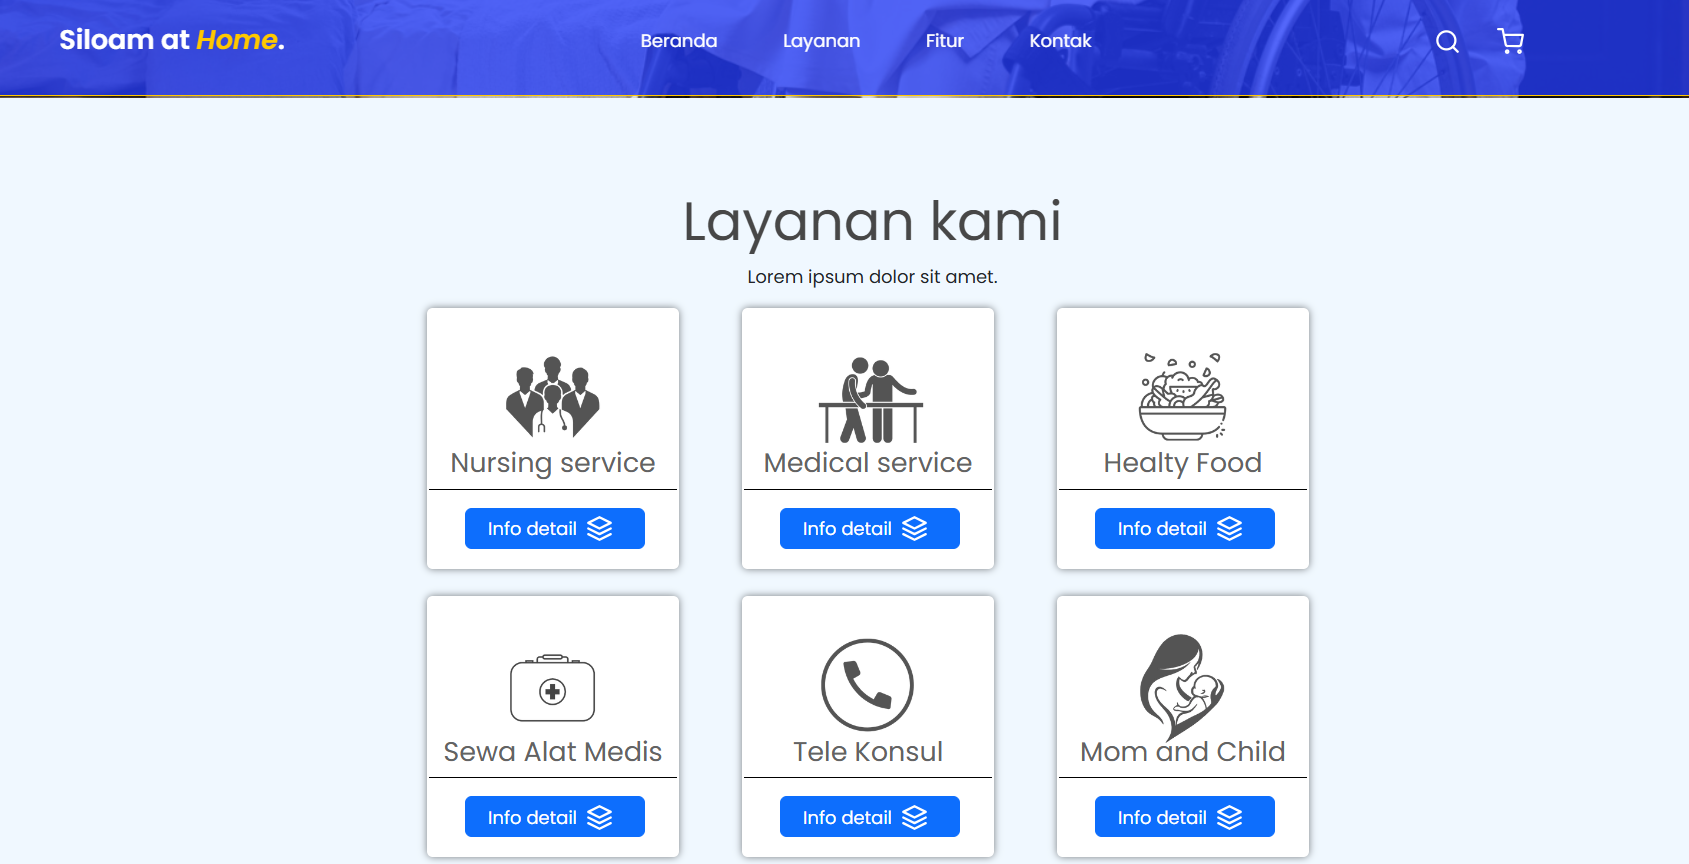 Siloam at Home.
Beranda Layanan Fitur Kontak
Layanan kami
Lorem ipsum dolor sit amet.
Nursing service
Info detail
Medical service
Info detail
Healty Food
Info detail
Sewa Alat Medis
Info detail
Tele Konsul
Info detail
Mom and Child
Info detail